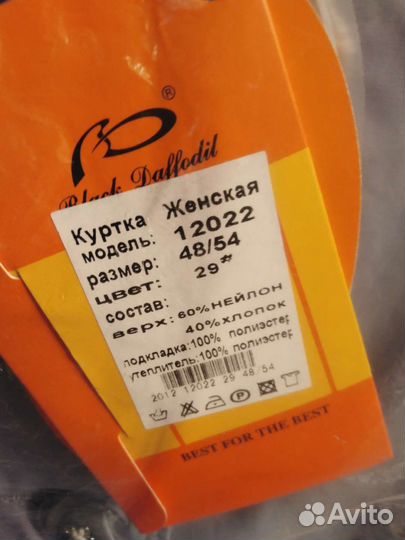 ®
Black Daffodil
Куртка Женская
модель: 12022
размер: 48/54
цвет: 29#
состав:
верх: 60% НЕЙЛОН
40% ХЛОПОК
подкладка:100% полиэстер
утеплитель:100% полиэстер
2012 12022 29 48/54
BEST FOR THE BEST
Avito